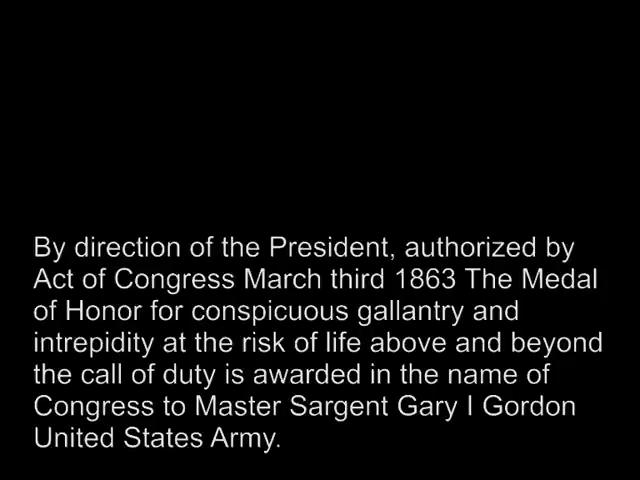 By direction of the President, authorized by
Act of Congress March third 1863 The Medal
of Honor for conspicuous gallantry and
intrepidity at the risk of life above and beyond
the call of duty is awarded in the name of
Congress to Master Sargent Gary I Gordon
United States Army.